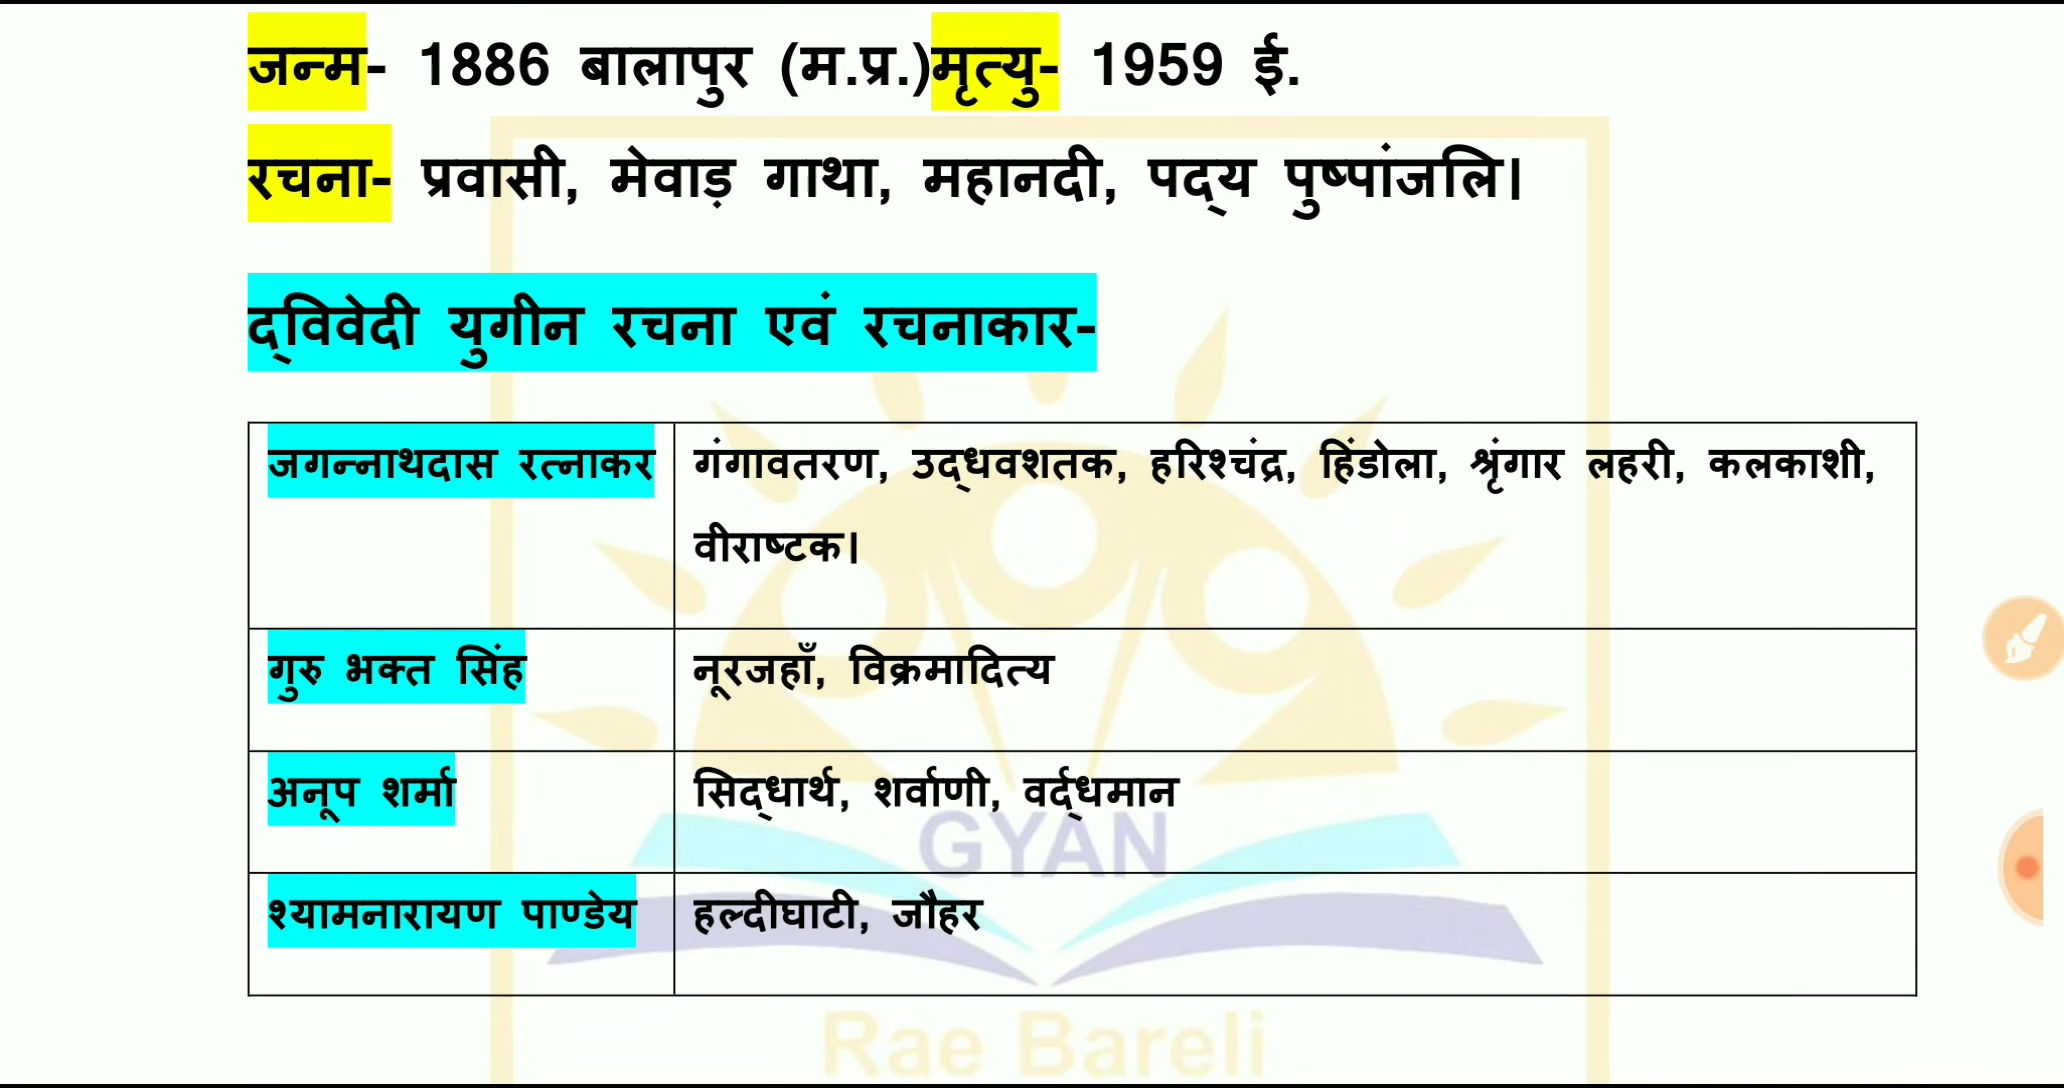 जन्म- 1886 बालापुर (म.प्र.)मृत्यु- 1959 ई.
रचना- प्रवासी, मेवाड़ गाथा, महानदी, पद्य पुष्पांजलि।
द्विवेदी युगीन रचना एवं रचनाकार-
जगन्नाथदास रत्नाकर गंगावतरण, उद्धवशतक, हरिश्चंद्र, हिंडोला, श्रृंगार लहरी, कलकाशी,
वीराष्टक।
गुरु भक्त सिंह नूरजहाँ, विक्रमादित्य
अनूप शर्मा सिद्धार्थ, शर्वाणी, वर्द्धमान
GYAN
श्यामनारायण पाण्डेय हल्दीघाटी, जौहर
Rae Bareli